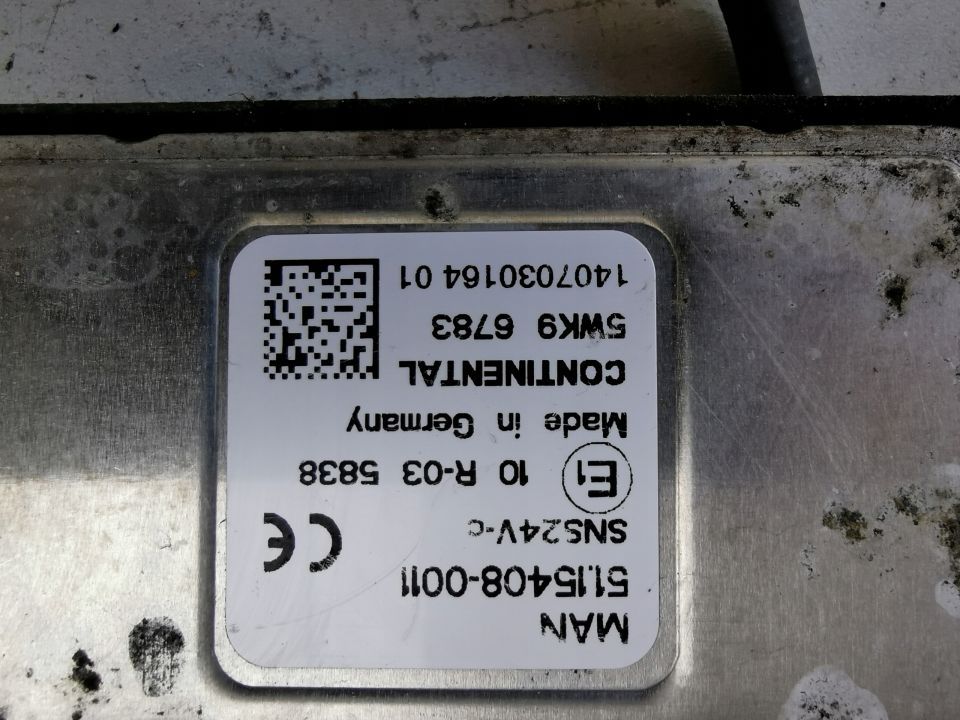 MAN
51.15408-0011
SNS24V-c
CE
E1 10 R-03 5838
Made in Germany
CONTINENTAL
5WK9 6783
1407030164 01